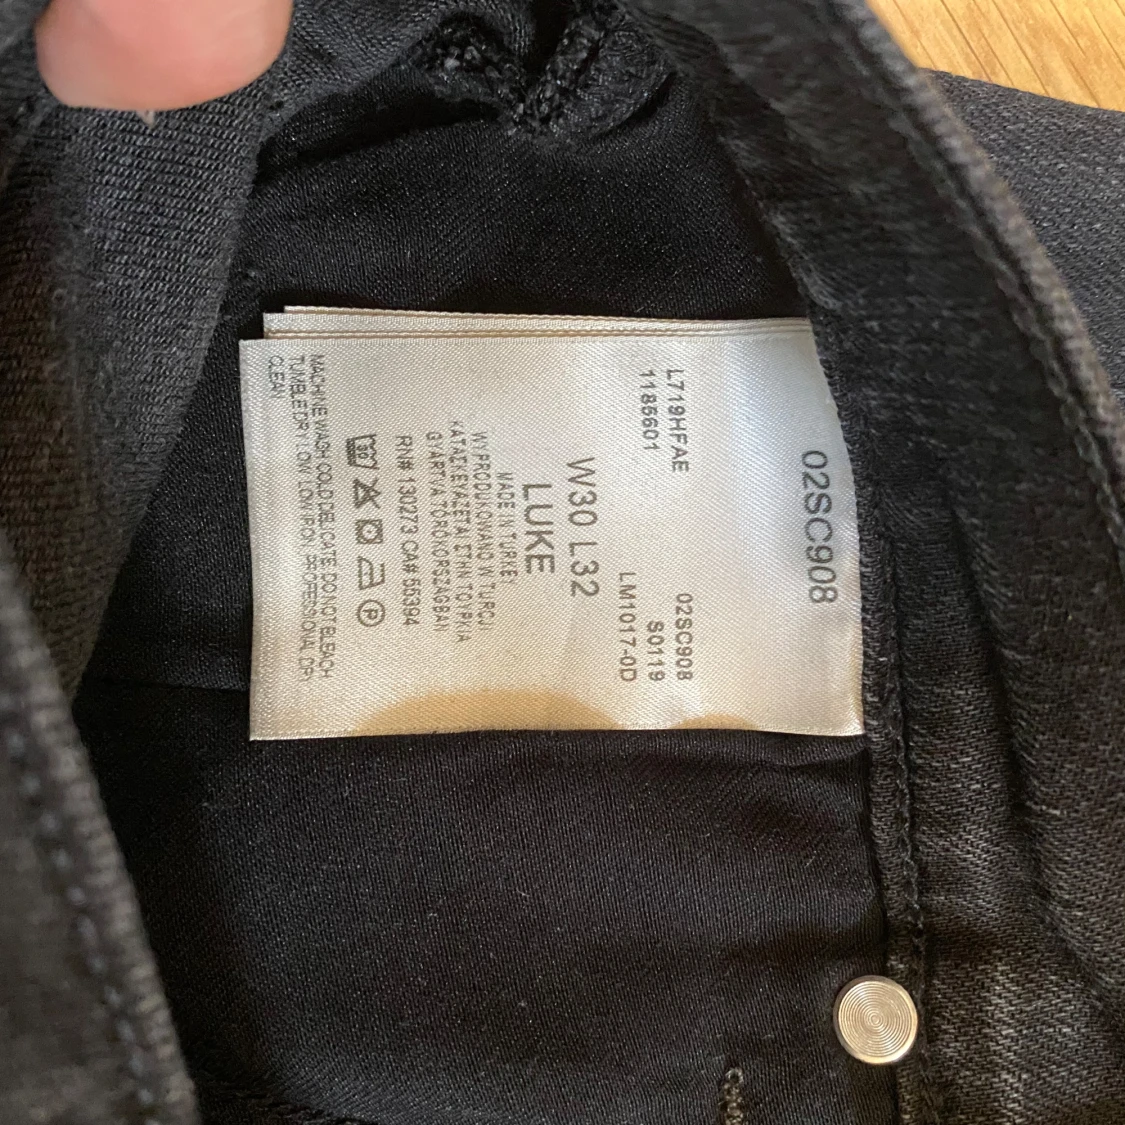 02SC908
L719HFAE
1185601
02SC908
S0119
LM1017-0D
W30 L32
LUKE
MADE IN TURKEY
WYPRODUKOWANO W TURCJI
ΚΑΤΑΣΚΕΥΑΖΕΤΑΙ ΣΤΗΝ ΤΟΥΡΚΙΑ
GYÁRTVA TÖRÖKORSZÁGBAN
RN# 130273 CA# 55394
30
P
MACHINE WASH COLD DELICATE. DO NOT BLEACH.
TUMBLE DRY LOW. LOW IRON. PROFESSIONAL DRY
CLEAN